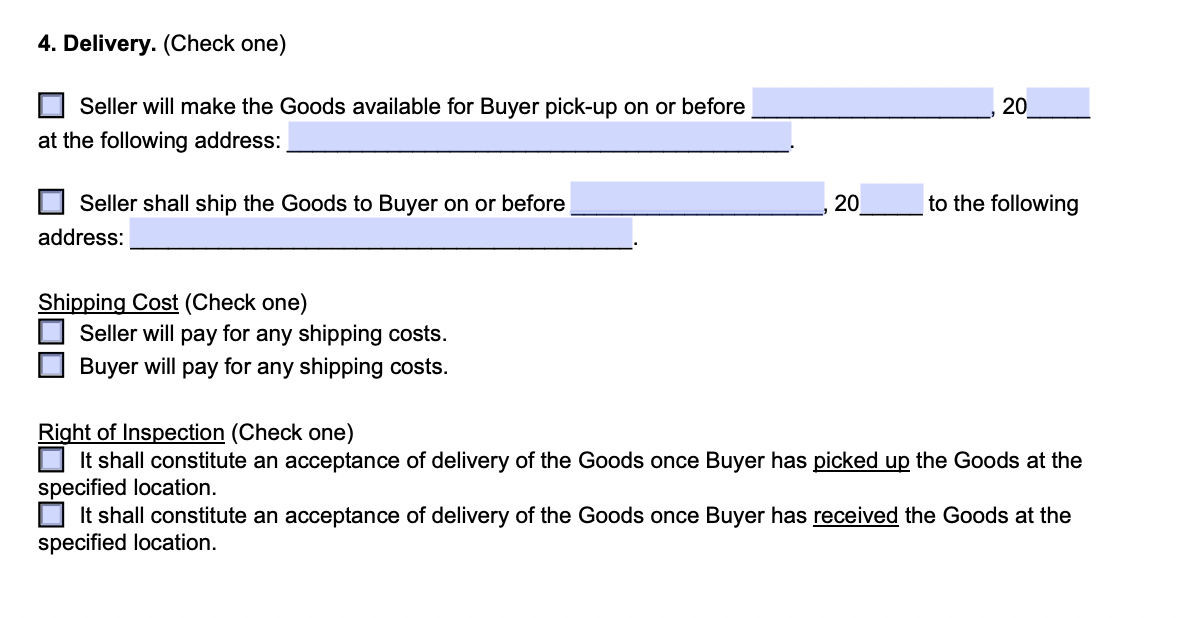 4. Delivery. (Check one)
Seller will make the Goods available for Buyer pick-up on or before ____________________, 20_____
at the following address: __________________________________________.
Seller shall ship the Goods to Buyer on or before _____________________, 20_____ to the following
address: __________________________________________.
Shipping Cost (Check one)
Seller will pay for any shipping costs.
Buyer will pay for any shipping costs.
Right of Inspection (Check one)
It shall constitute an acceptance of delivery of the Goods once Buyer has picked up the Goods at the
specified location.
It shall constitute an acceptance of delivery of the Goods once Buyer has received the Goods at the
specified location.